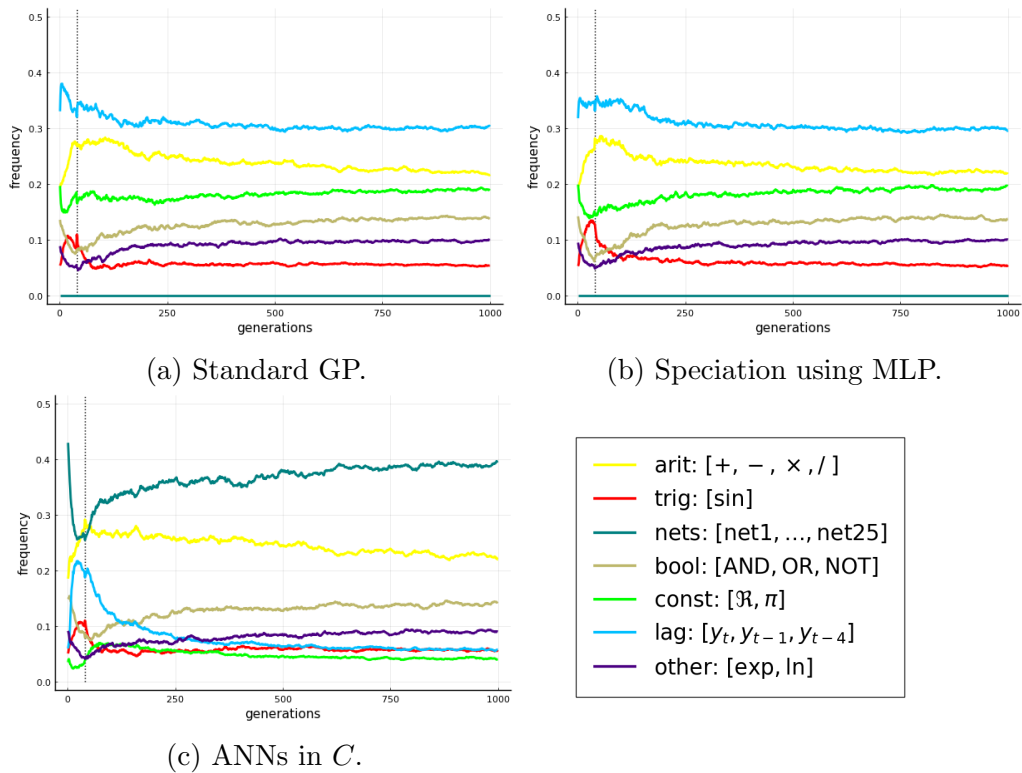 0.5
0.4
0.3
0.2
0.1
0.0
frequency
0 250 500 750 1000
generations
(a) Standard GP.
0.5
0.4
0.3
0.2
0.1
0.0
frequency
0 250 500 750 1000
generations
(b) Speciation using MLP.
0.5
0.4
0.3
0.2
0.1
0.0
frequency
0 250 500 750 1000
generations
(c) ANNs in C.
arit: [+, −, ×, / ]
trig: [sin]
nets: [net1, ..., net25]
bool: [AND, OR, NOT]
const: [ℜ, π]
lag: [yₜ, yₜ₋₁, yₜ₋₄]
other: [exp, ln]